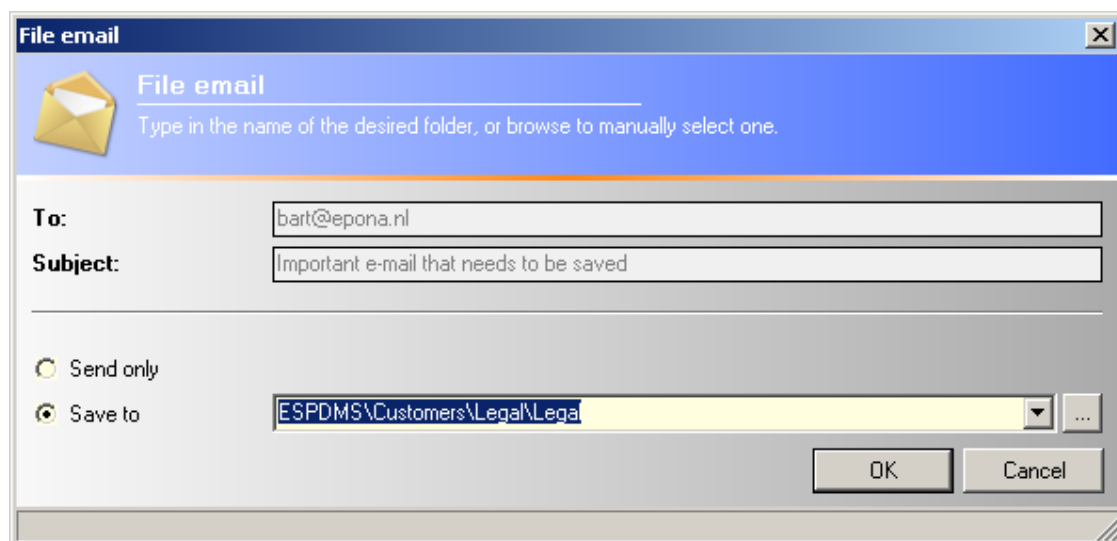 File email
File email
Type in the name of the desired folder, or browse to manually select one.
To: bart@epona.nl
Subject: Important e-mail that needs to be saved
Send only
Save to ESPDMS\Customers\Legal\Legal ...
OK Cancel